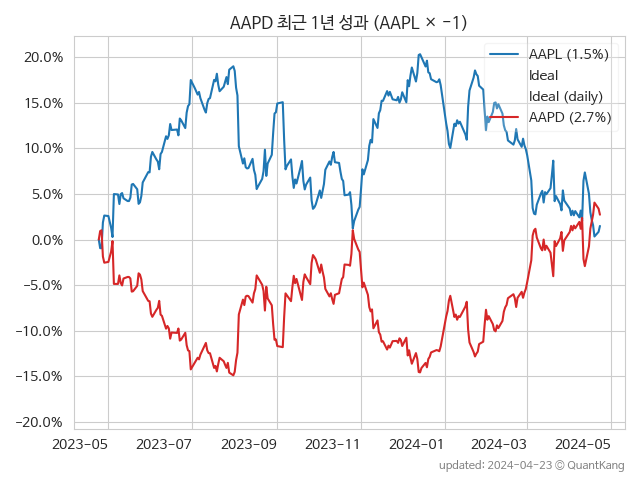 AAPD 최근 1년 성과 (AAPL × −1)
20.0%
15.0%
10.0%
5.0%
0.0%
−5.0%
−10.0%
−15.0%
−20.0%
AAPL (1.5%)
Ideal
Ideal (daily)
AAPD (2.7%)
2023-05 2023-07 2023-09 2023-11 2024-01 2024-03 2024-05
updated: 2024-04-23 © QuantKang